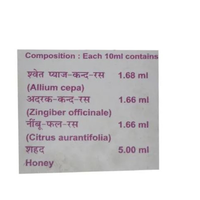 Composition : Each 10ml contains
श्वेत प्याज-कन्द-रस 1.68 ml
(Allium cepa)
अदरक-कन्द-रस 1.66 ml
(Zingiber officinale)
नींबू-फल-रस 1.66 ml
(Citrus aurantifolia)
शहद 5.00 ml
Honey